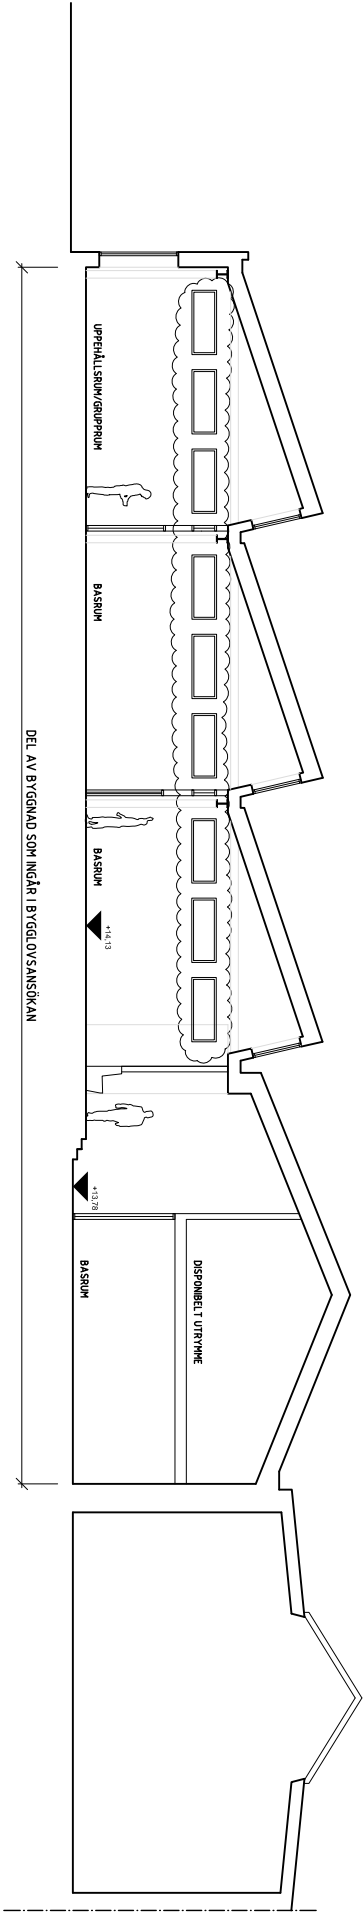 UPPEHÅLLSRUM/GRUPPRUM
BASRUM
BASRUM
+14,13
+13,78
DISPONIBELT UTRYMME
BASRUM
DEL AV BYGGNAD SOM INGÅR I BYGGLOVSANSÖKAN